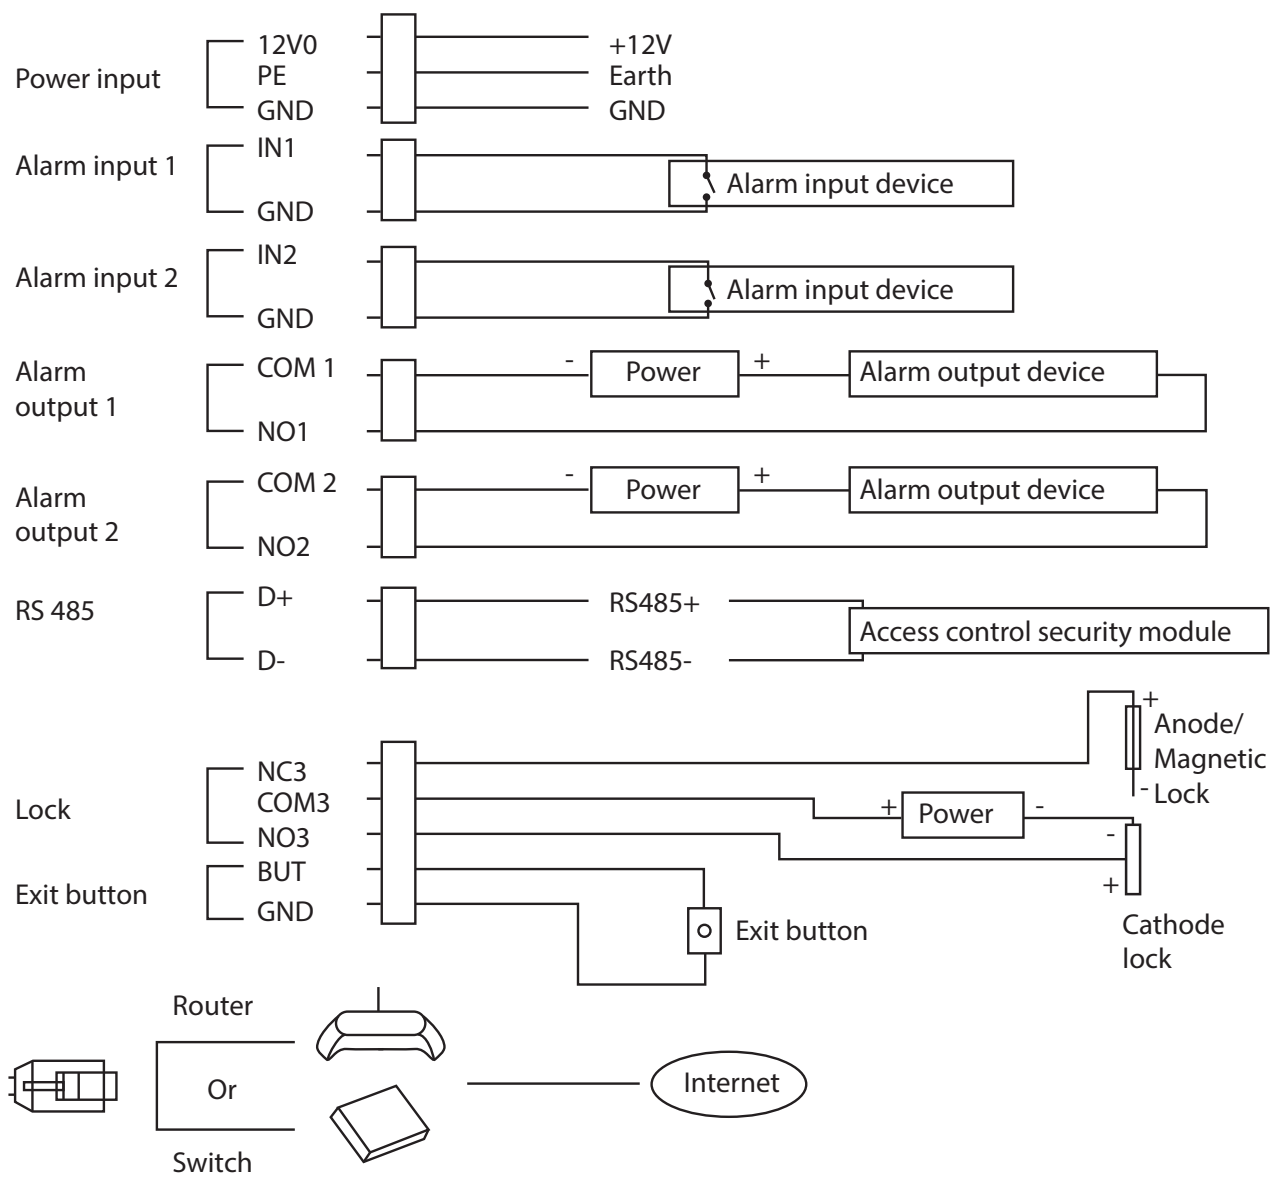 Power input
12V0
PE
GND
+12V
Earth
GND
Alarm input 1
IN1
GND
Alarm input device
Alarm input 2
IN2
GND
Alarm input device
Alarm
output 1
COM 1
NO1
-
Power
+
Alarm output device
Alarm
output 2
COM 2
NO2
-
Power
+
Alarm output device
RS 485
D+
D-
RS485+
RS485-
Access control security module
Lock
NC3
COM3
NO3
+
Anode/
Magnetic
Lock
-
+
Power
-
-
+
Cathode
lock
Exit button
BUT
GND
Exit button
Router
Or
Switch
Internet